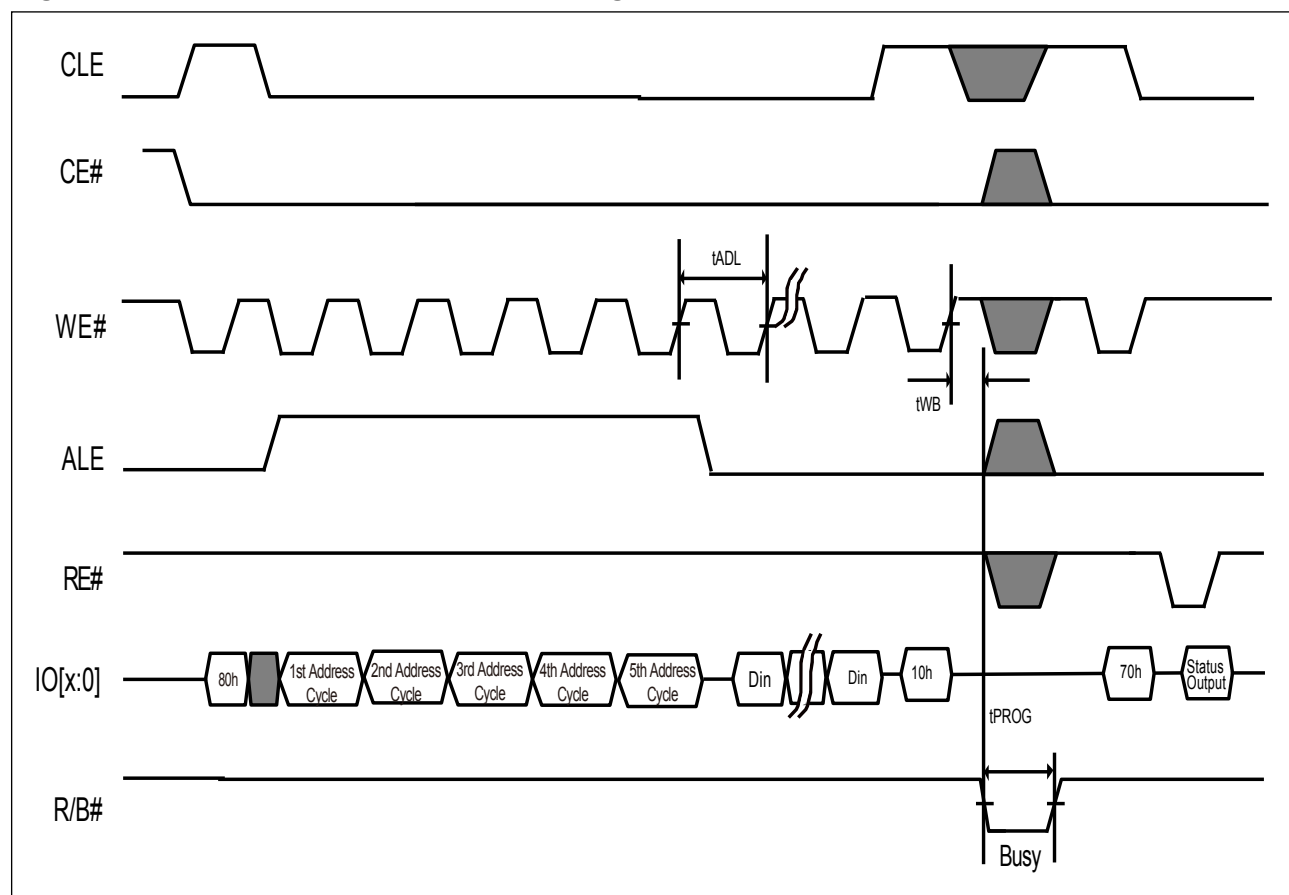 CLE
CE#
tADL
WE#
tWB
ALE
RE#
IO[x:0]
80h
1st Address
Cycle
2nd Address
Cycle
3rd Address
Cycle
4th Address
Cycle
5th Address
Cycle
Din
Din
10h
70h
Status
Output
tPROG
R/B#
Busy